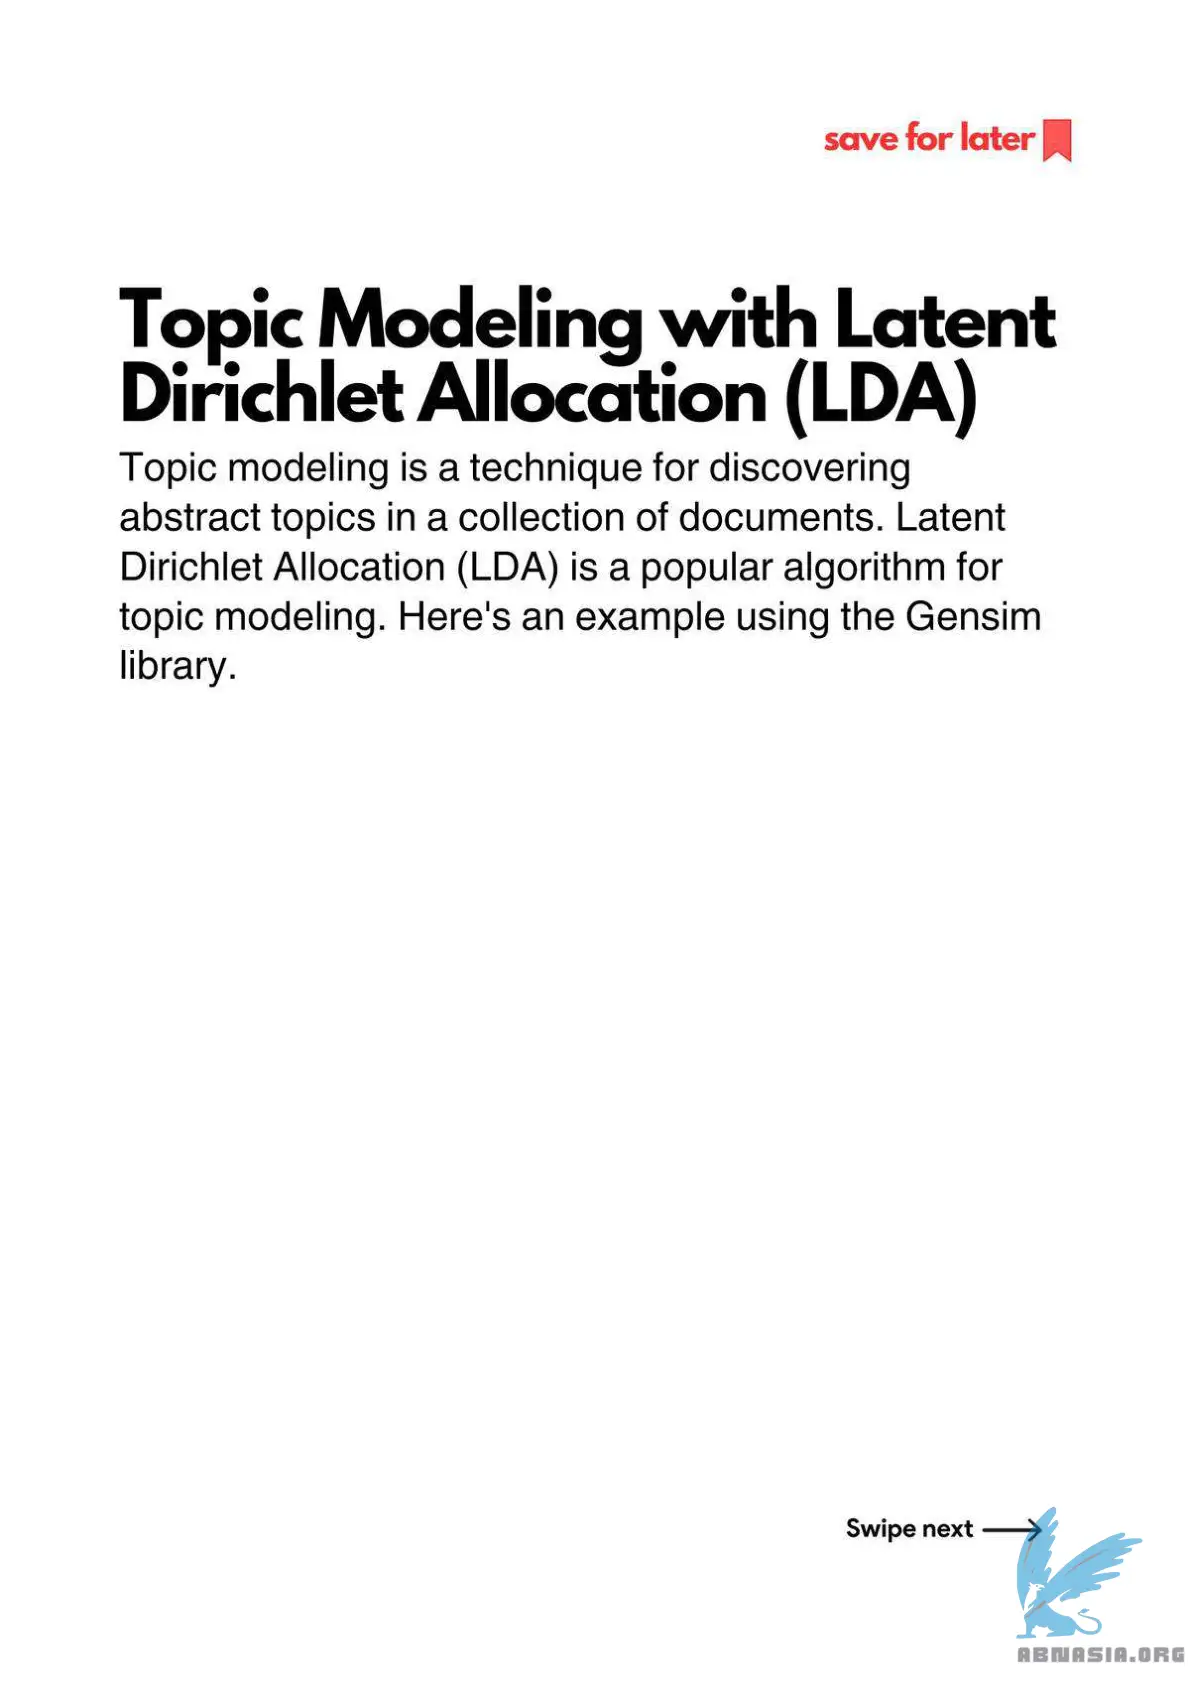 save for later
Topic Modeling with Latent
Dirichlet Allocation (LDA)
Topic modeling is a technique for discovering
abstract topics in a collection of documents. Latent
Dirichlet Allocation (LDA) is a popular algorithm for
topic modeling. Here's an example using the Gensim
library.
Swipe next
ABNASIA.ORG